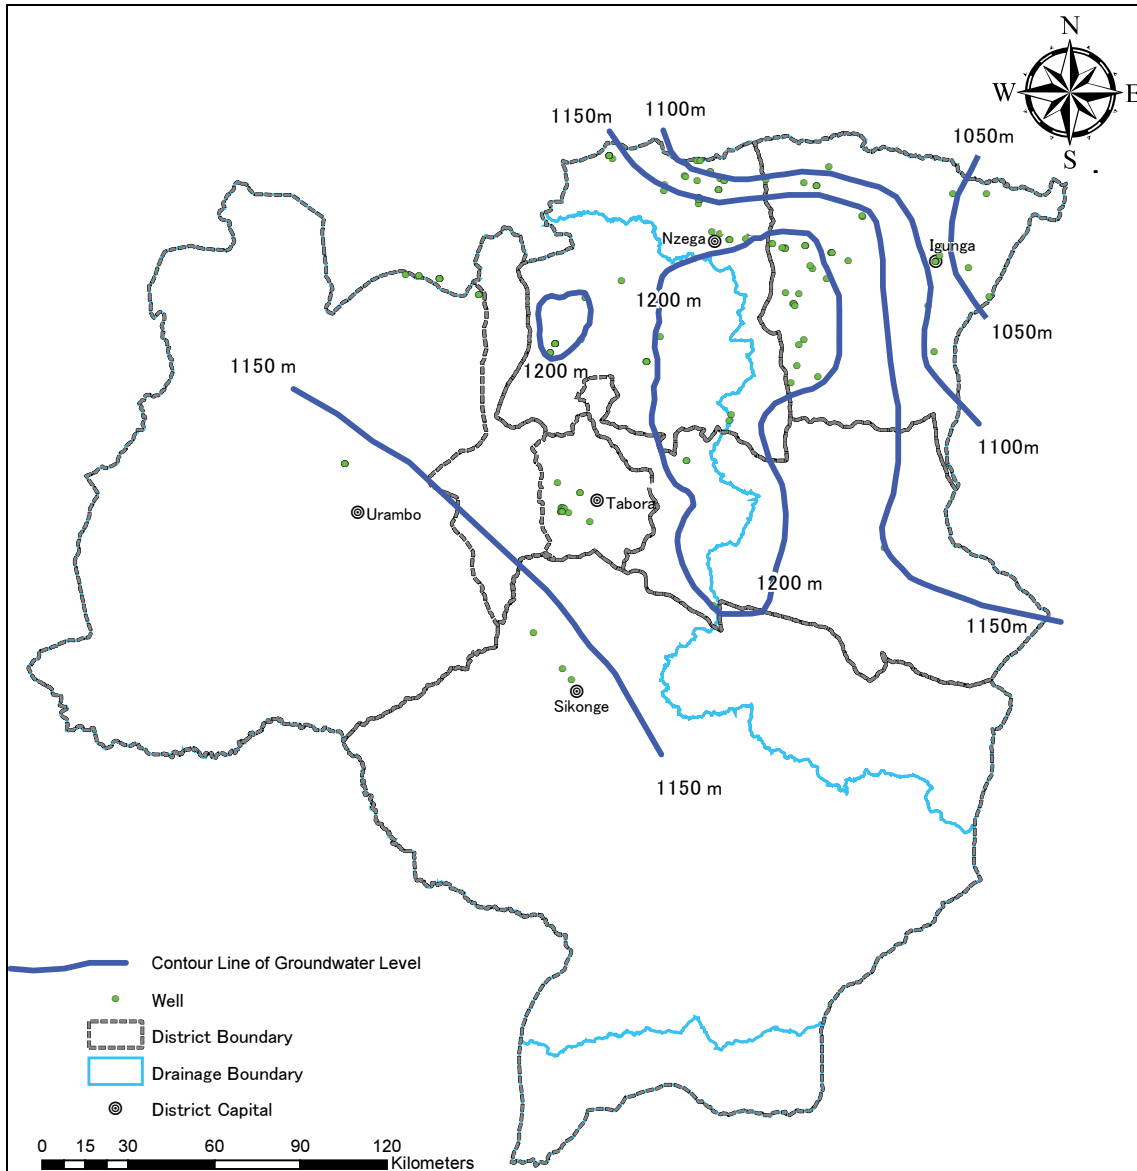 N
W
E
S
1150m
1100m
1050m
Nzega
Igunga
1200 m
1050m
1150 m
1200 m
1100m
Tabora
Urambo
1200 m
1150m
Sikonge
1150 m
Contour Line of Groundwater Level
Well
District Boundary
Drainage Boundary
District Capital
0 15 30 60 90 120
Kilometers